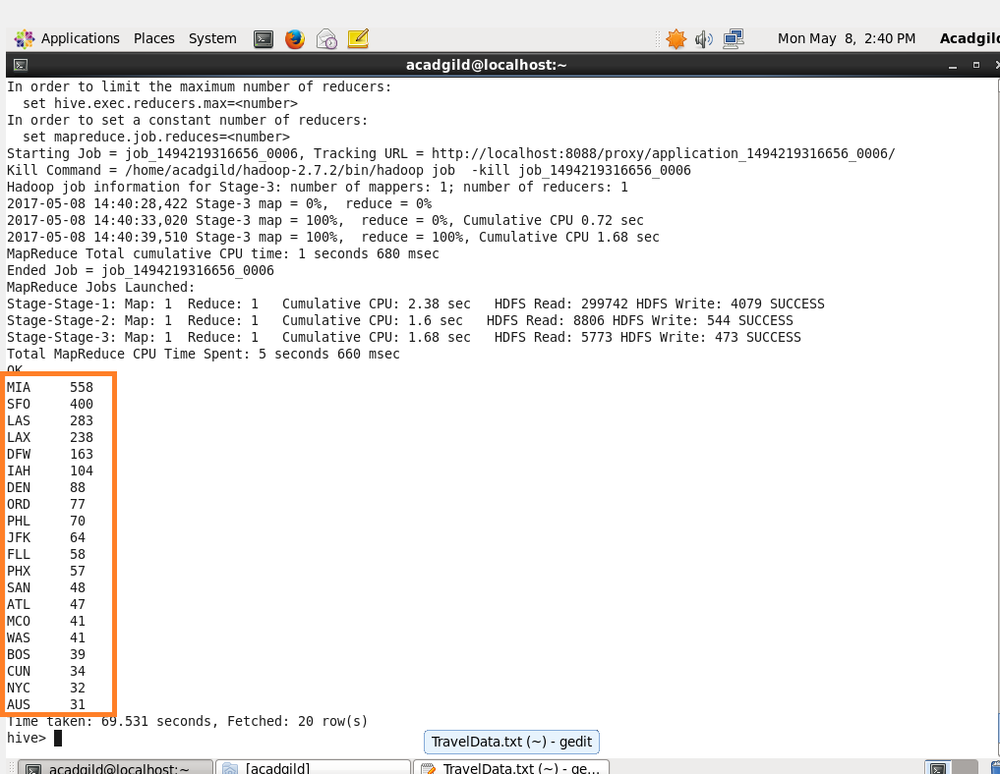 Applications Places System Mon May 8, 2:40 PM Acadgild
acadgild@localhost:~
In order to limit the maximum number of reducers:
  set hive.exec.reducers.max=<number>
In order to set a constant number of reducers:
  set mapreduce.job.reduces=<number>
Starting Job = job_1494219316656_0006, Tracking URL = http://localhost:8088/proxy/application_1494219316656_0006/
Kill Command = /home/acadgild/hadoop-2.7.2/bin/hadoop job  -kill job_1494219316656_0006
Hadoop job information for Stage-3: number of mappers: 1; number of reducers: 1
2017-05-08 14:40:28,422 Stage-3 map = 0%,  reduce = 0%
2017-05-08 14:40:33,020 Stage-3 map = 100%,  reduce = 0%, Cumulative CPU 0.72 sec
2017-05-08 14:40:39,510 Stage-3 map = 100%,  reduce = 100%, Cumulative CPU 1.68 sec
MapReduce Total cumulative CPU time: 1 seconds 680 msec
Ended Job = job_1494219316656_0006
MapReduce Jobs Launched:
Stage-Stage-1: Map: 1  Reduce: 1   Cumulative CPU: 2.38 sec   HDFS Read: 299742 HDFS Write: 4079 SUCCESS
Stage-Stage-2: Map: 1  Reduce: 1   Cumulative CPU: 1.6 sec   HDFS Read: 8806 HDFS Write: 544 SUCCESS
Stage-Stage-3: Map: 1  Reduce: 1   Cumulative CPU: 1.68 sec   HDFS Read: 5773 HDFS Write: 473 SUCCESS
Total MapReduce CPU Time Spent: 5 seconds 660 msec
OK
MIA     558
SFO     400
LAS     283
LAX     238
DFW     163
IAH     104
DEN     88
ORD     77
PHL     70
JFK     64
FLL     58
PHX     57
SAN     48
ATL     47
MCO     41
WAS     41
BOS     39
CUN     34
NYC     32
AUS     31
Time taken: 69.531 seconds, Fetched: 20 row(s)
hive>
TravelData.txt (~) - gedit
acadgild@localhost:~ [acadgild] TravelData.txt (~) - ge...